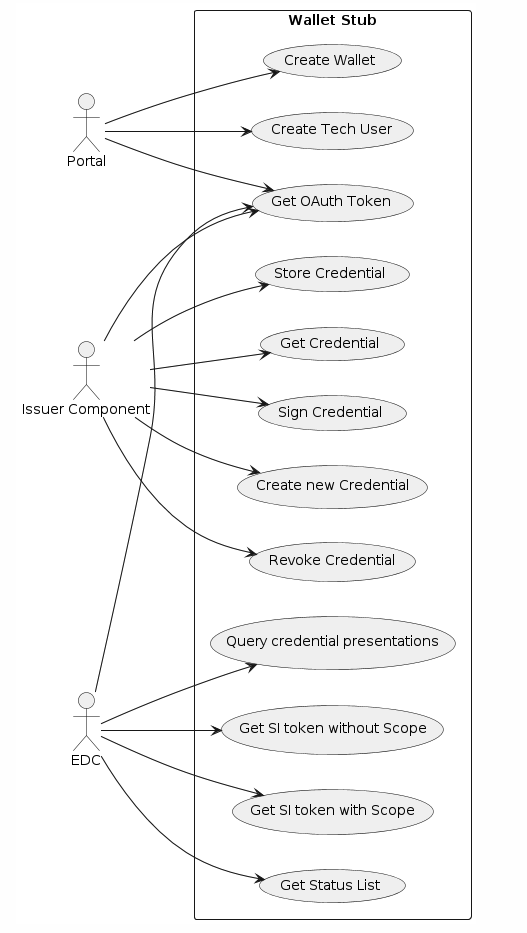 Wallet Stub
Create Wallet
Create Tech User
Portal
Get OAuth Token
Store Credential
Get Credential
Issuer Component
Sign Credential
Create new Credential
Revoke Credential
Query credential presentations
Get SI token without Scope
EDC
Get SI token with Scope
Get Status List